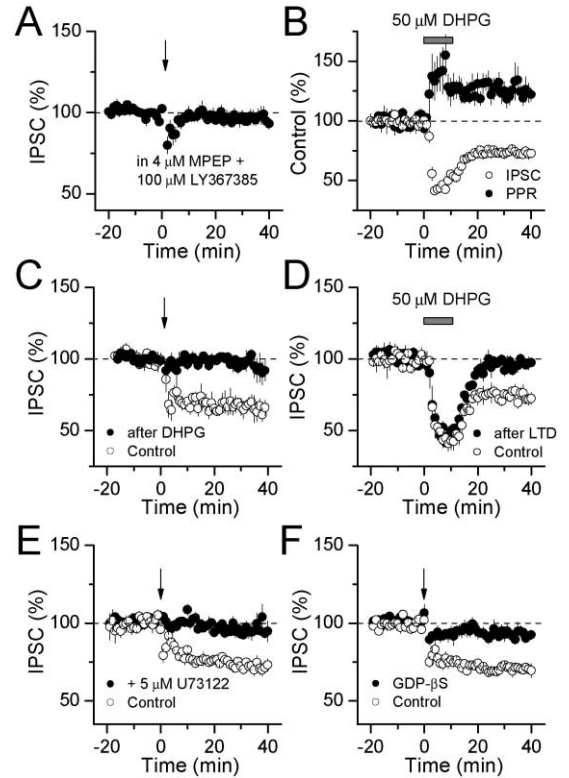 A
150
100
50
IPSC (%)
in 4 μM MPEP +
100 μM LY367385
-20 0 20 40
Time (min)
B
50 μM DHPG
150
100
50
Control (%)
IPSC
PPR
-20 0 20 40
Time (min)
C
150
100
50
IPSC (%)
after DHPG
Control
-20 0 20 40
Time (min)
D
50 μM DHPG
150
100
50
IPSC (%)
after LTD
Control
-20 0 20 40
Time (min)
E
150
100
50
IPSC (%)
+ 5 μM U73122
Control
-20 0 20 40
Time (min)
F
150
100
50
IPSC (%)
GDP-βS
Control
-20 0 20 40
Time (min)